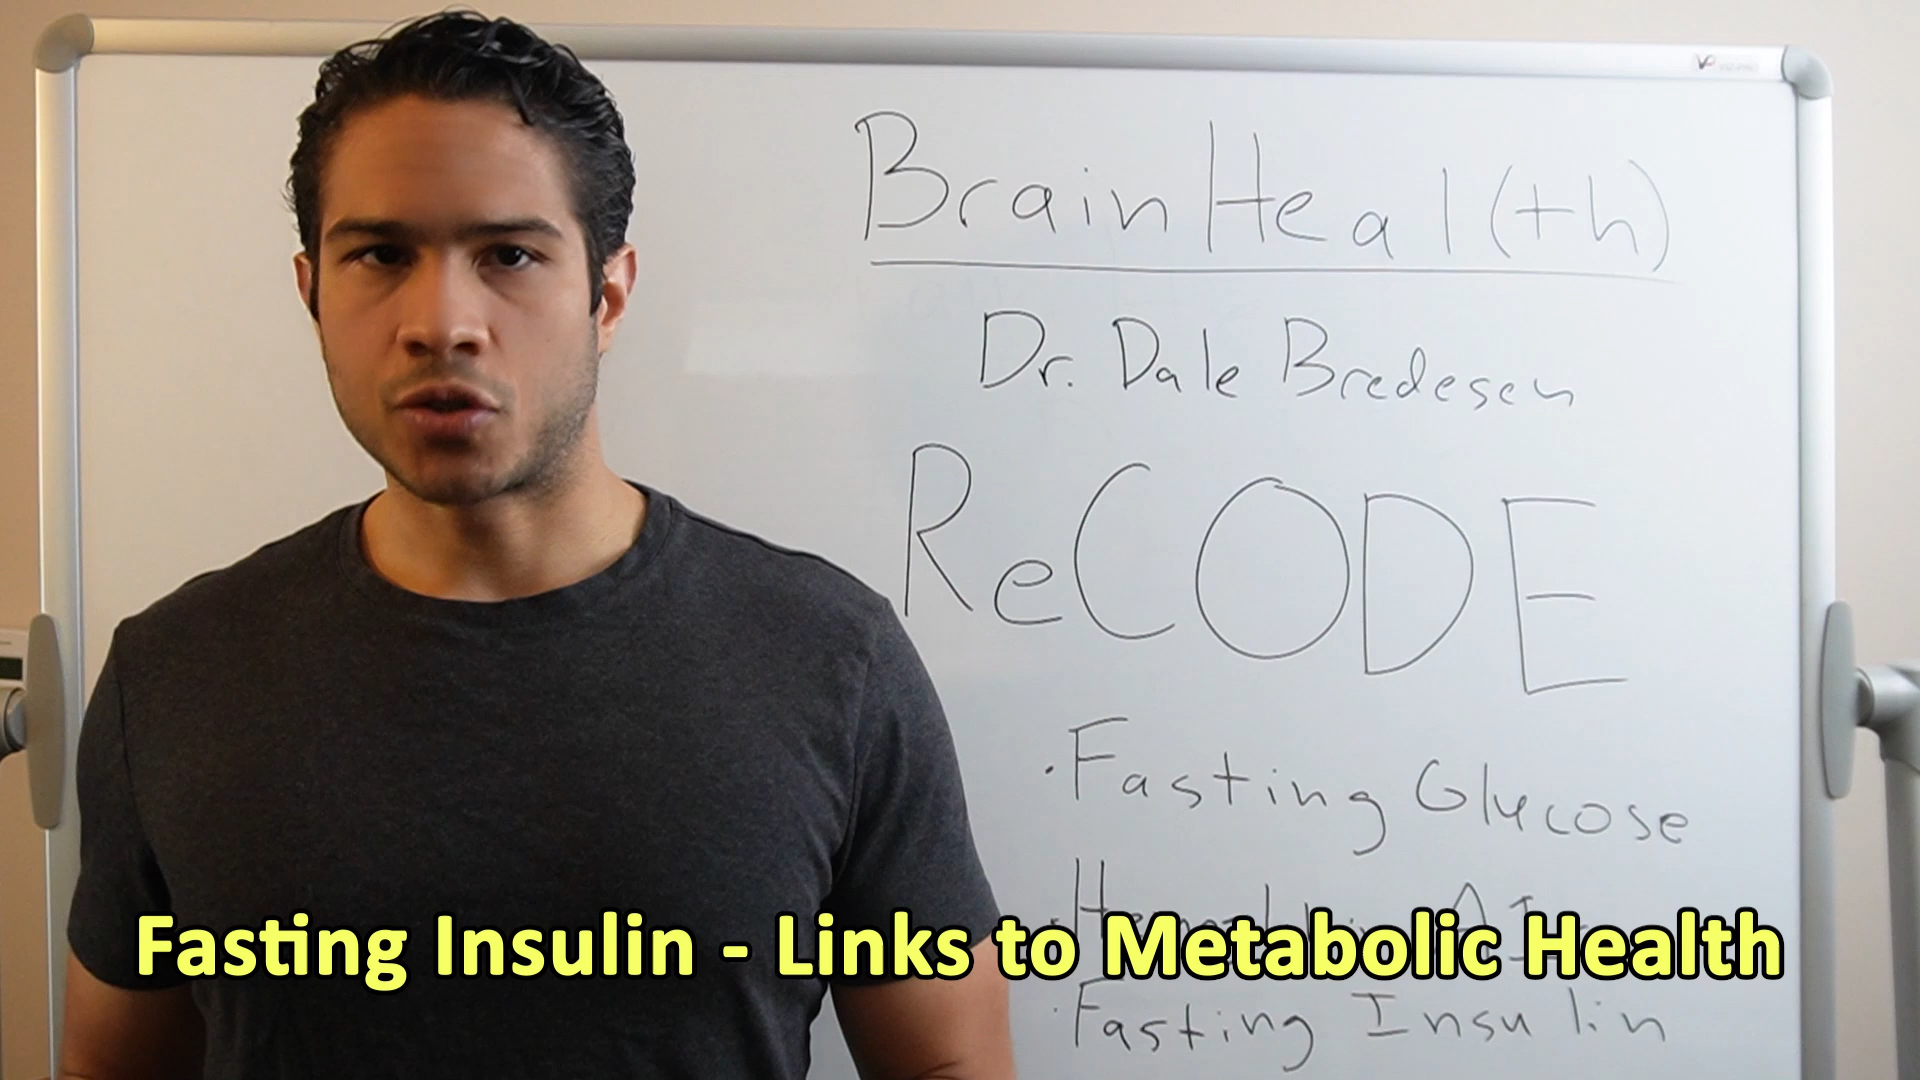 BrainHeal(th)
Dr. Dale Bredesen
ReCODE
· Fasting Glucose
· Fasting Insulin
Fasting Insulin - Links to Metabolic Health